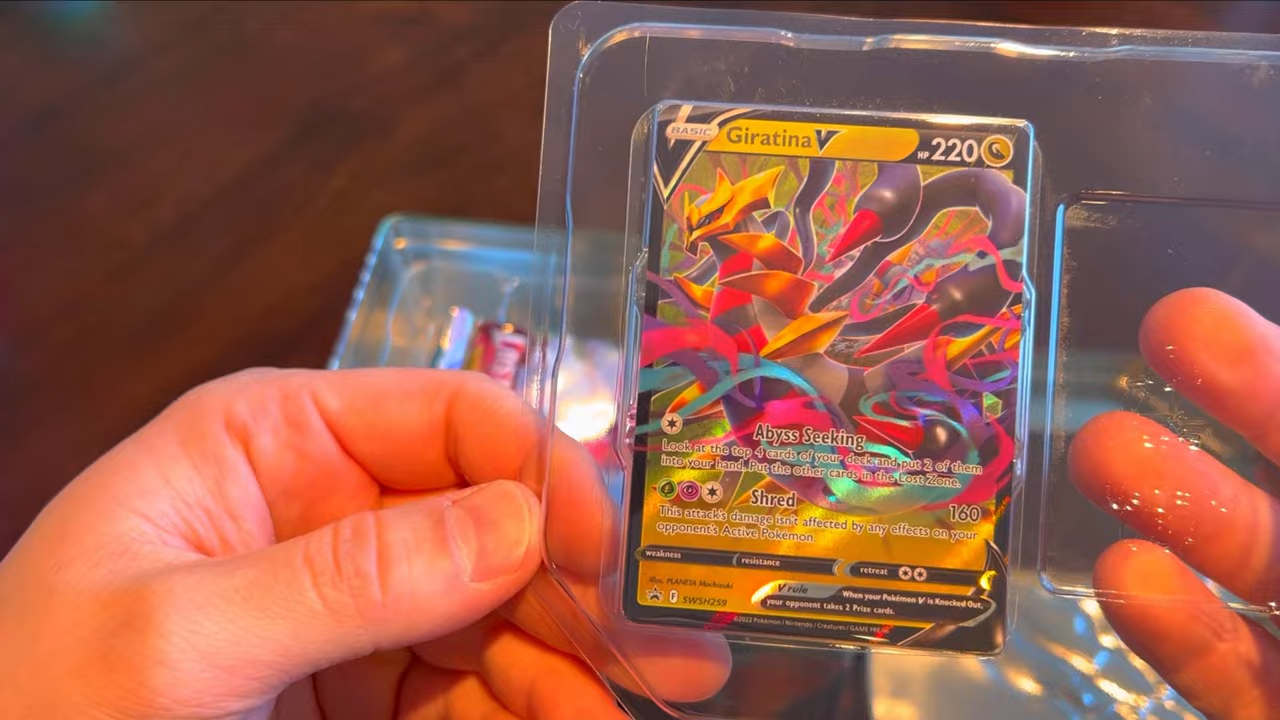 BASIC Giratina V HP 220
Abyss Seeking
Look at the top 4 cards of your deck and put 2 of them
into your hand. Put the other cards in the Lost Zone.
Shred 160
This attack's damage isn't affected by any effects on your
opponent's Active Pokémon.
weakness resistance retreat
Illus. PLANETA Mochizuki
V rule When your Pokémon V is Knocked Out,
your opponent takes 2 Prize cards.
F SWSH259
©2022 Pokémon / Nintendo / Creatures / GAME FREAK